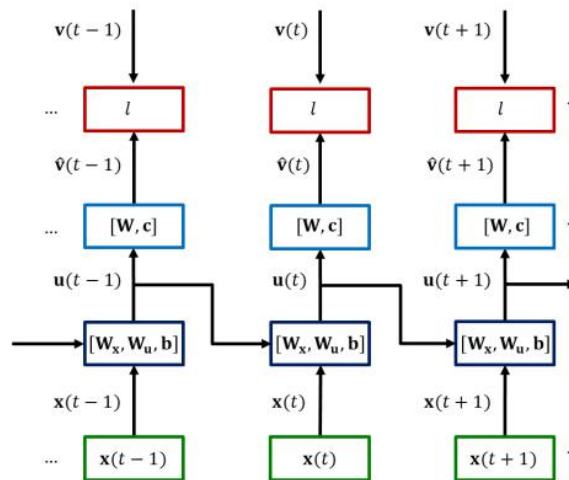 𝐯(t − 1) 𝐯(t) 𝐯(t + 1)
... l l l
𝐯̂(t − 1) 𝐯̂(t) 𝐯̂(t + 1)
... [𝐖, 𝐜] [𝐖, 𝐜] [𝐖, 𝐜]
𝐮(t − 1) 𝐮(t) 𝐮(t + 1)
[𝐖ₓ, 𝐖ᵤ, 𝐛] [𝐖ₓ, 𝐖ᵤ, 𝐛] [𝐖ₓ, 𝐖ᵤ, 𝐛]
𝐱(t − 1) 𝐱(t) 𝐱(t + 1)
... 𝐱(t − 1) 𝐱(t) 𝐱(t + 1)